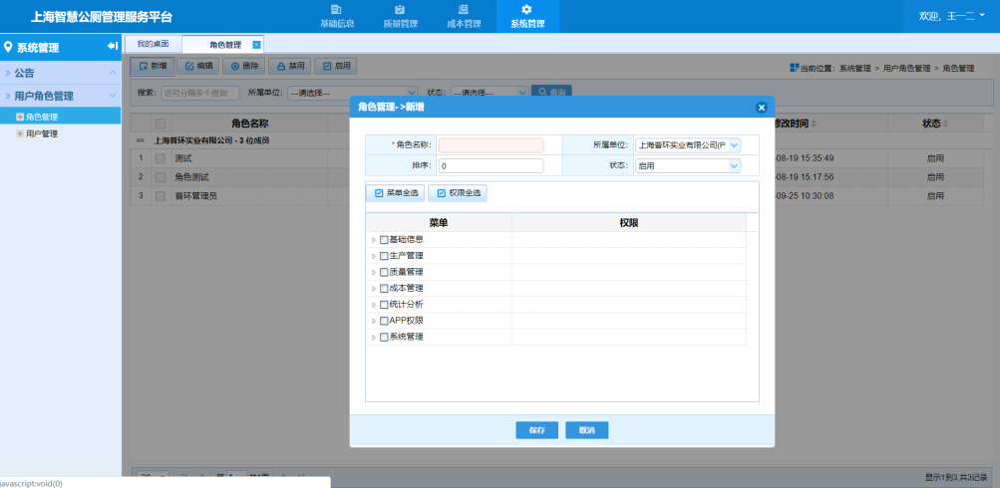 上海智慧公厕管理服务平台
基础信息
质量管理
成本管理
系统管理
欢迎, 王一二
系统管理
我的桌面
角色管理
公告
用户角色管理
角色管理
用户管理
新增
编辑
删除
禁用
启用
当前位置: 系统管理 > 用户角色管理 > 角色管理
搜索:
逗号分隔多个查询
所属单位:
---请选择---
状态:
---请选择---
查询
角色名称
修改时间
状态
上海普环实业有限公司 - 3 位成员
1 测试 -08-19 15:35:49 启用
2 角色测试 -08-19 15:17:56 启用
3 普环管理员 -09-25 10:30:08 启用
角色管理->新增
* 角色名称:
所属单位: 上海普环实业有限公司(P
排序: 0
状态: 启用
菜单全选
权限全选
菜单 权限
基础信息
生产管理
质量管理
成本管理
统计分析
APP权限
系统管理
保存
取消
显示1到3,共3记录
javascript:void(0)